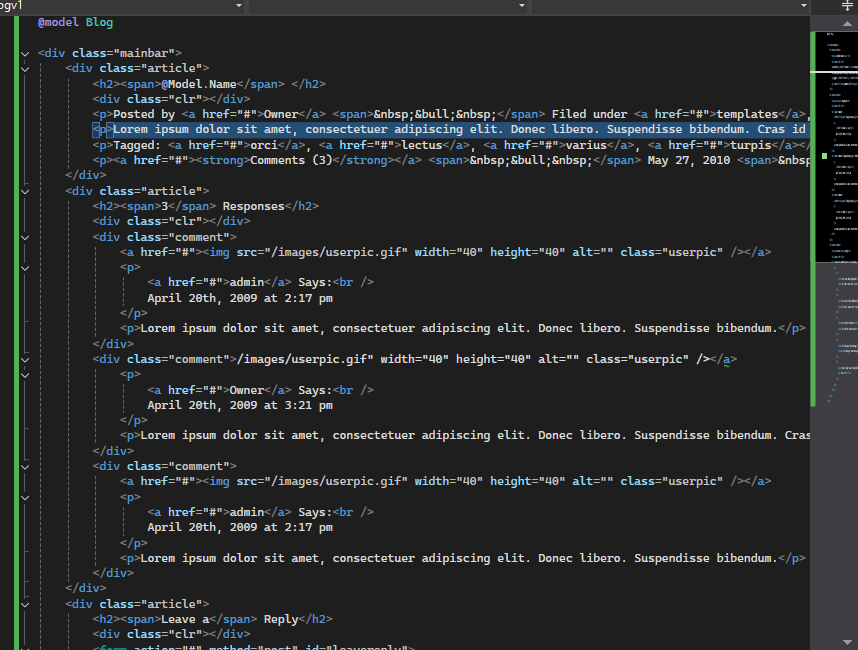 ogv1
@model Blog
<div class="mainbar">
<div class="article">
<h2><span>@Model.Name</span> </h2>
<div class="clr"></div>
<p>Posted by <a href="#">Owner</a> <span>&nbsp;&bull;&nbsp;</span> Filed under <a href="#">templates</a>,
<p>Lorem ipsum dolor sit amet, consectetuer adipiscing elit. Donec libero. Suspendisse bibendum. Cras id
<p>Tagged: <a href="#">orci</a>, <a href="#">lectus</a>, <a href="#">varius</a>, <a href="#">turpis</a></
<p><a href="#"><strong>Comments (3)</strong></a> <span>&nbsp;&bull;&nbsp;</span> May 27, 2010 <span>&nbsp
</div>
<div class="article">
<h2><span>3</span> Responses</h2>
<div class="clr"></div>
<div class="comment">
<a href="#"><img src="/images/userpic.gif" width="40" height="40" alt="" class="userpic" /></a>
<p>
<a href="#">admin</a> Says:<br />
April 20th, 2009 at 2:17 pm
</p>
<p>Lorem ipsum dolor sit amet, consectetuer adipiscing elit. Donec libero. Suspendisse bibendum.</p>
</div>
<div class="comment">/images/userpic.gif" width="40" height="40" alt="" class="userpic" /></a>
<p>
<a href="#">Owner</a> Says:<br />
April 20th, 2009 at 3:21 pm
</p>
<p>Lorem ipsum dolor sit amet, consectetuer adipiscing elit. Donec libero. Suspendisse bibendum. Cras
</div>
<div class="comment">
<a href="#"><img src="/images/userpic.gif" width="40" height="40" alt="" class="userpic" /></a>
<p>
<a href="#">admin</a> Says:<br />
April 20th, 2009 at 2:17 pm
</p>
<p>Lorem ipsum dolor sit amet, consectetuer adipiscing elit. Donec libero. Suspendisse bibendum.</p>
</div>
</div>
<div class="article">
<h2><span>Leave a</span> Reply</h2>
<div class="clr"></div>
<form action="#" method="post" id="leavereply">